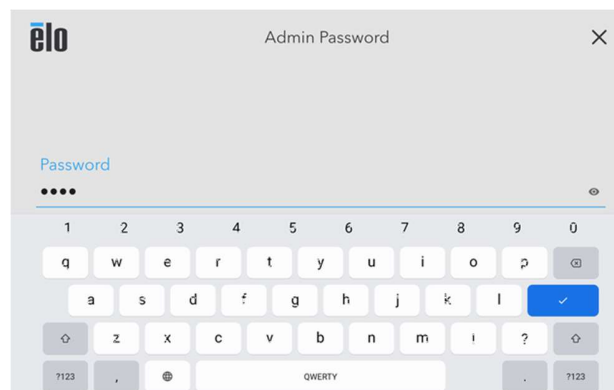 ēlo
Admin Password
Password
••••
1 2 3 4 5 6 7 8 9 0
q w e r t y u i o p
a s d f g h j k l
z x c v b n m ! ?
?123 , QWERTY . ?123